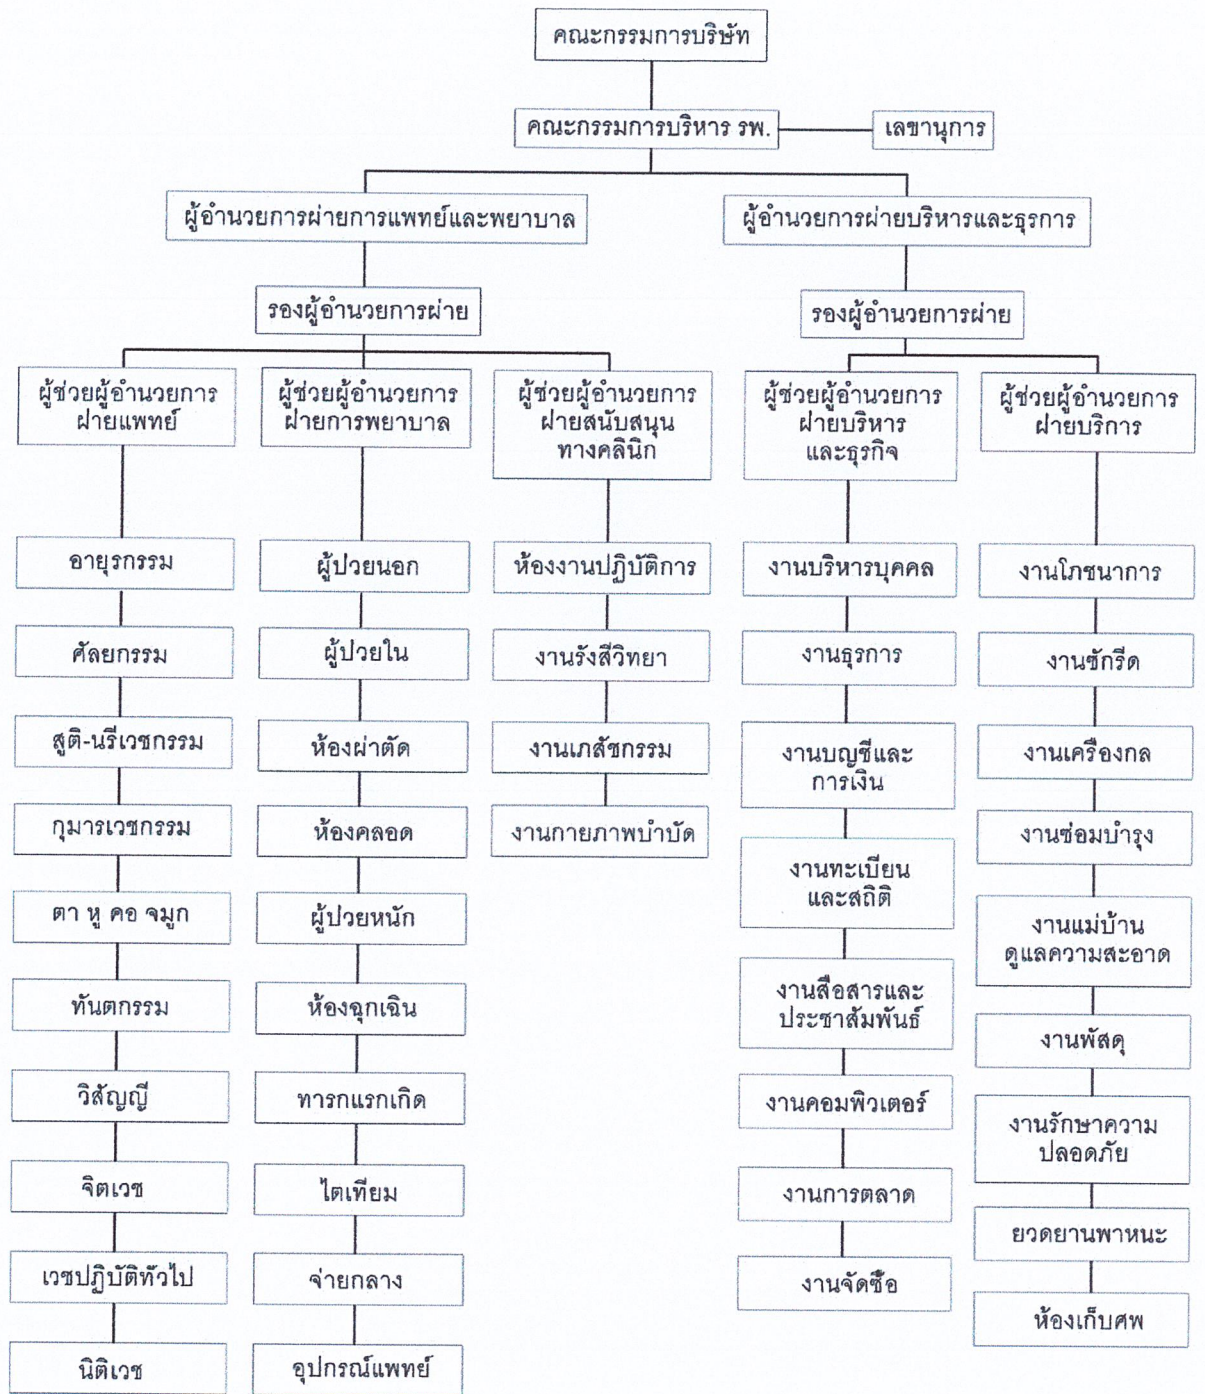 คณะกรรมการบริษัท
คณะกรรมการบริหาร รพ.
เลขานุการ
ผู้อำนวยการผ่ายการแพทย์และพยาบาล
ผู้อำนวยการผ่ายบริหารและธุรการ
รองผู้อำนวยการผ่าย
รองผู้อำนวยการผ่าย
ผู้ช่วยผู้อำนวยการ
ฝ่ายแพทย์
ผู้ช่วยผู้อำนวยการ
ฝ่ายการพยาบาล
ผู้ช่วยผู้อำนวยการ
ฝ่ายสนับสนุน
ทางคลินิก
ผู้ช่วยผู้อำนวยการ
ฝ่ายบริหาร
และธุรกิจ
ผู้ช่วยผู้อำนวยการ
ฝ่ายบริการ
อายุรกรรม
ศัลยกรรม
สูติ-นรีเวชกรรม
กุมารเวชกรรม
ตา หู คอ จมูก
ทันตกรรม
วิสัญญี
จิตเวช
เวชปฏิบัติทั่วไป
นิติเวช
ผู้ป่วยนอก
ผู้ป่วยใน
ห้องผ่าตัด
ห้องคลอด
ผู้ป่วยหนัก
ห้องฉุกเฉิน
ทารกแรกเกิด
ไตเทียม
จ่ายกลาง
อุปกรณ์แพทย์
ห้องงานปฏิบัติการ
งานรังสีวิทยา
งานเภสัชกรรม
งานกายภาพบำบัด
งานบริหารบุคคล
งานธุรการ
งานบัญชีและ
การเงิน
งานทะเบียน
และสถิติ
งานสื่อสารและ
ประชาสัมพันธ์
งานคอมพิวเตอร์
งานการตลาด
งานจัดซื้อ
งานโภชนาการ
งานซักรีด
งานเครื่องกล
งานซ่อมบำรุง
งานแม่บ้าน
ดูแลความสะอาด
งานพัสดุ
งานรักษาความ
ปลอดภัย
ยวดยานพาหนะ
ห้องเก็บศพ